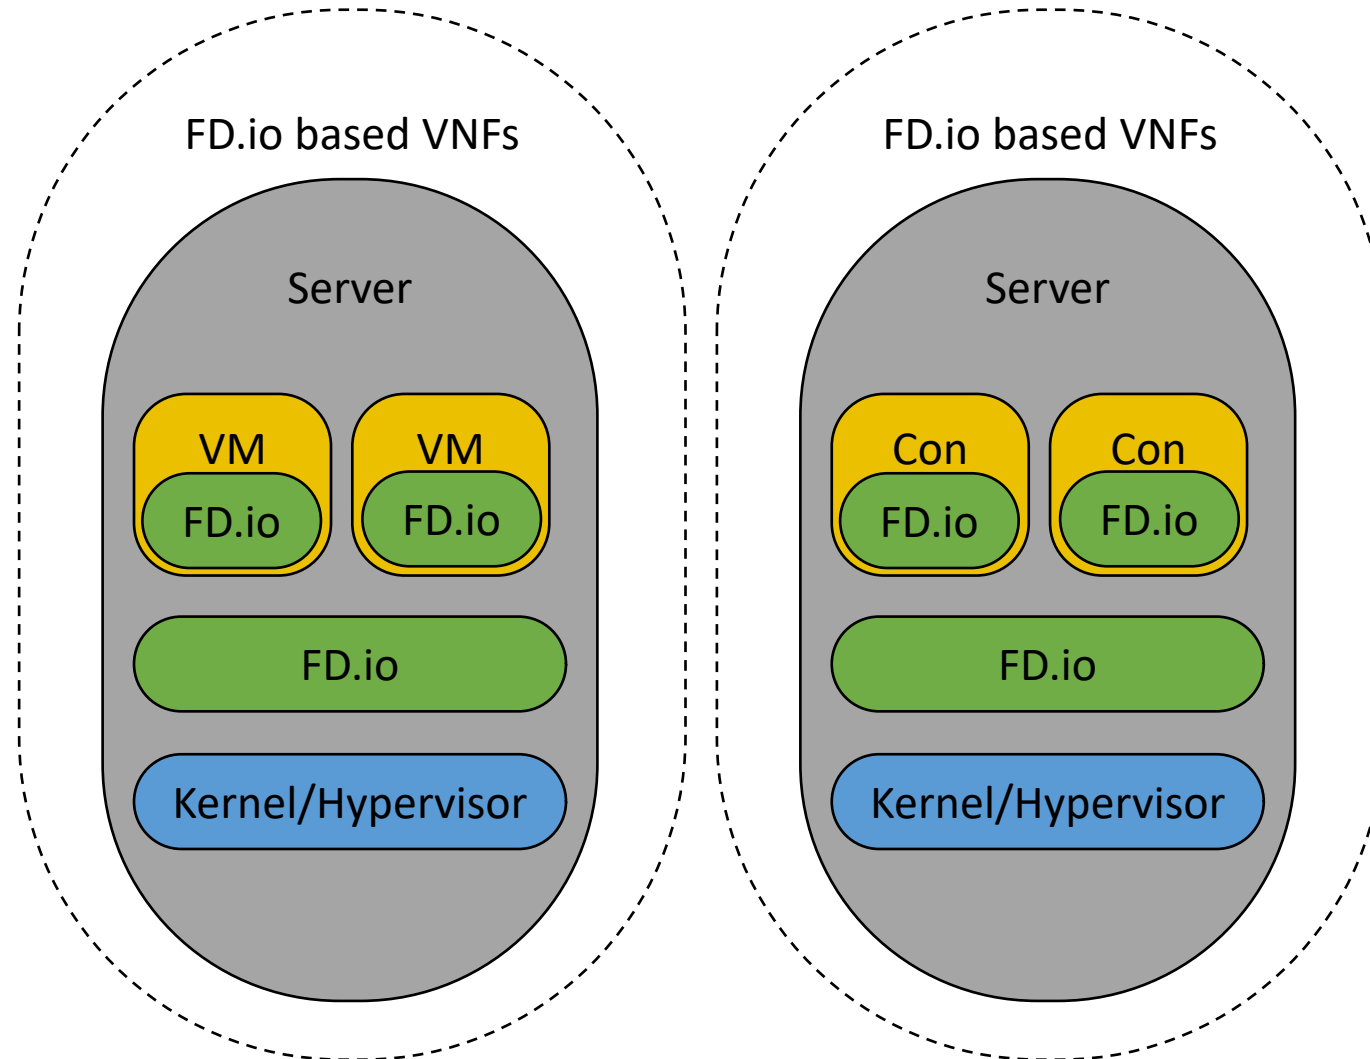 FD.io based VNFs
Server
VM
VM
FD.io
FD.io
FD.io
Kernel/Hypervisor
FD.io based VNFs
Server
Con
Con
FD.io
FD.io
FD.io
Kernel/Hypervisor